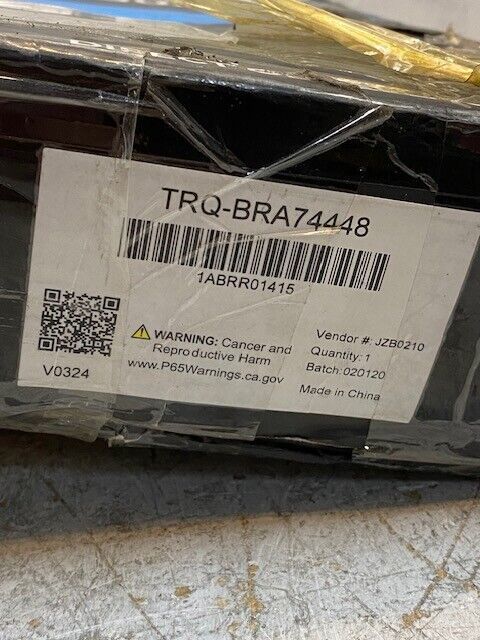 TRQ-BRA74448
1ABRR01415
V0324
WARNING: Cancer and
Reproductive Harm
www.P65Warnings.ca.gov
Vendor #: JZB0210
Quantity: 1
Batch:020120
Made in China